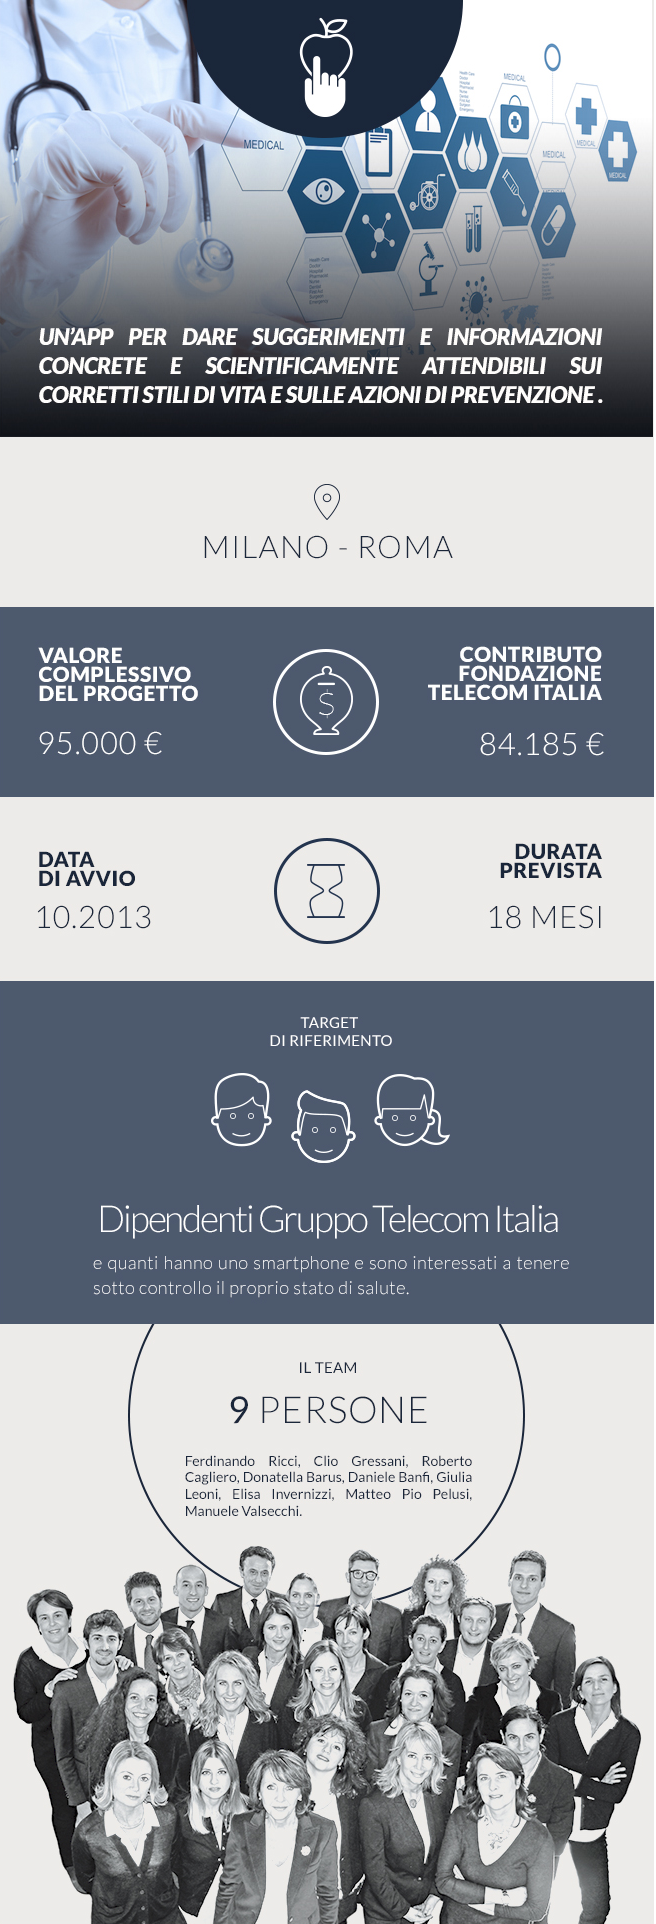 MEDICAL
MEDICAL
MEDICAL
MEDICAL
MEDICAL
UN'APP PER DARE SUGGERIMENTI E INFORMAZIONI
CONCRETE E SCIENTIFICAMENTE ATTENDIBILI SUI
CORRETTI STILI DI VITA E SULLE AZIONI DI PREVENZIONE .
MILANO - ROMA
VALORE
COMPLESSIVO
DEL PROGETTO
95.000 €
$
CONTRIBUTO
FONDAZIONE
TELECOM ITALIA
84.185 €
DATA
DI AVVIO
10.2013
DURATA
PREVISTA
18 MESI
TARGET
DI RIFERIMENTO
Dipendenti Gruppo Telecom Italia
e quanti hanno uno smartphone e sono interessati a tenere
sotto controllo il proprio stato di salute.
IL TEAM
9 PERSONE
Ferdinando Ricci, Clio Gressani, Roberto
Cagliero, Donatella Barus, Daniele Banfi, Giulia
Leoni, Elisa Invernizzi, Matteo Pio Pelusi,
Manuele Valsecchi.